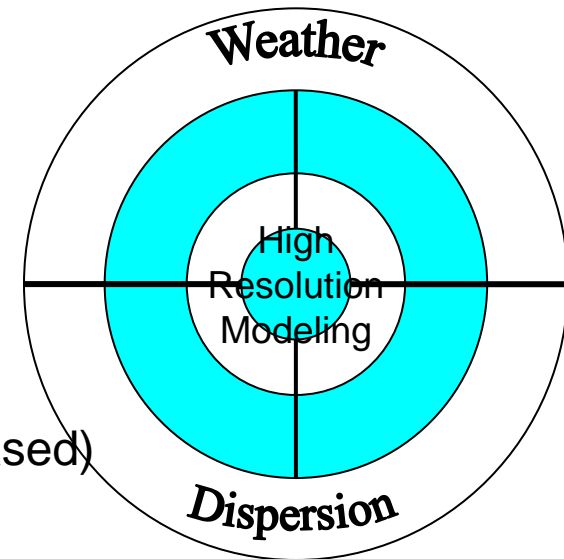 Weather
High
Resolution
Modeling
sed)
Dispersion